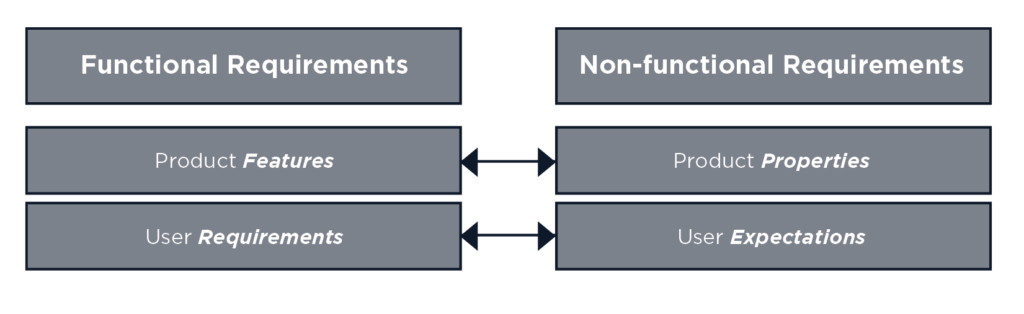 Functional Requirements
Non-functional Requirements
Product Features
Product Properties
User Requirements
User Expectations